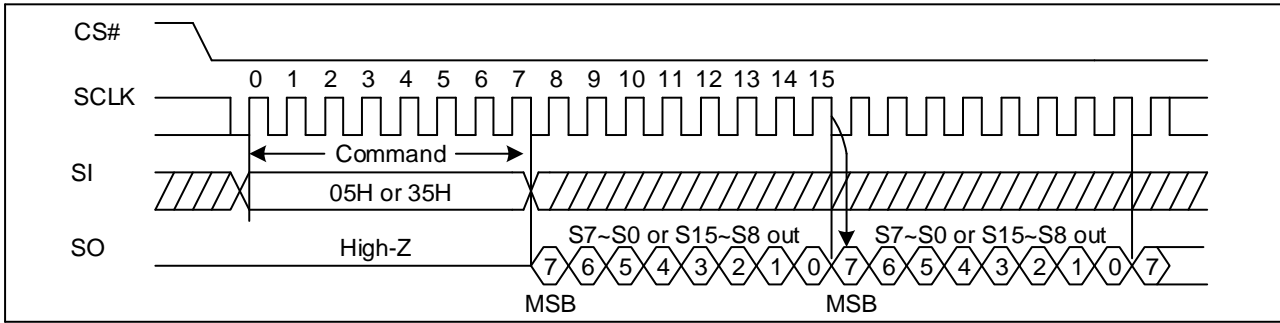 CS#
0 1 2 3 4 5 6 7 8 9 10 11 12 13 14 15
SCLK
Command
SI
05H or 35H
S7~S0 or S15~S8 out S7~S0 or S15~S8 out
SO High-Z
7 6 5 4 3 2 1 0 7 6 5 4 3 2 1 0 7
MSB MSB